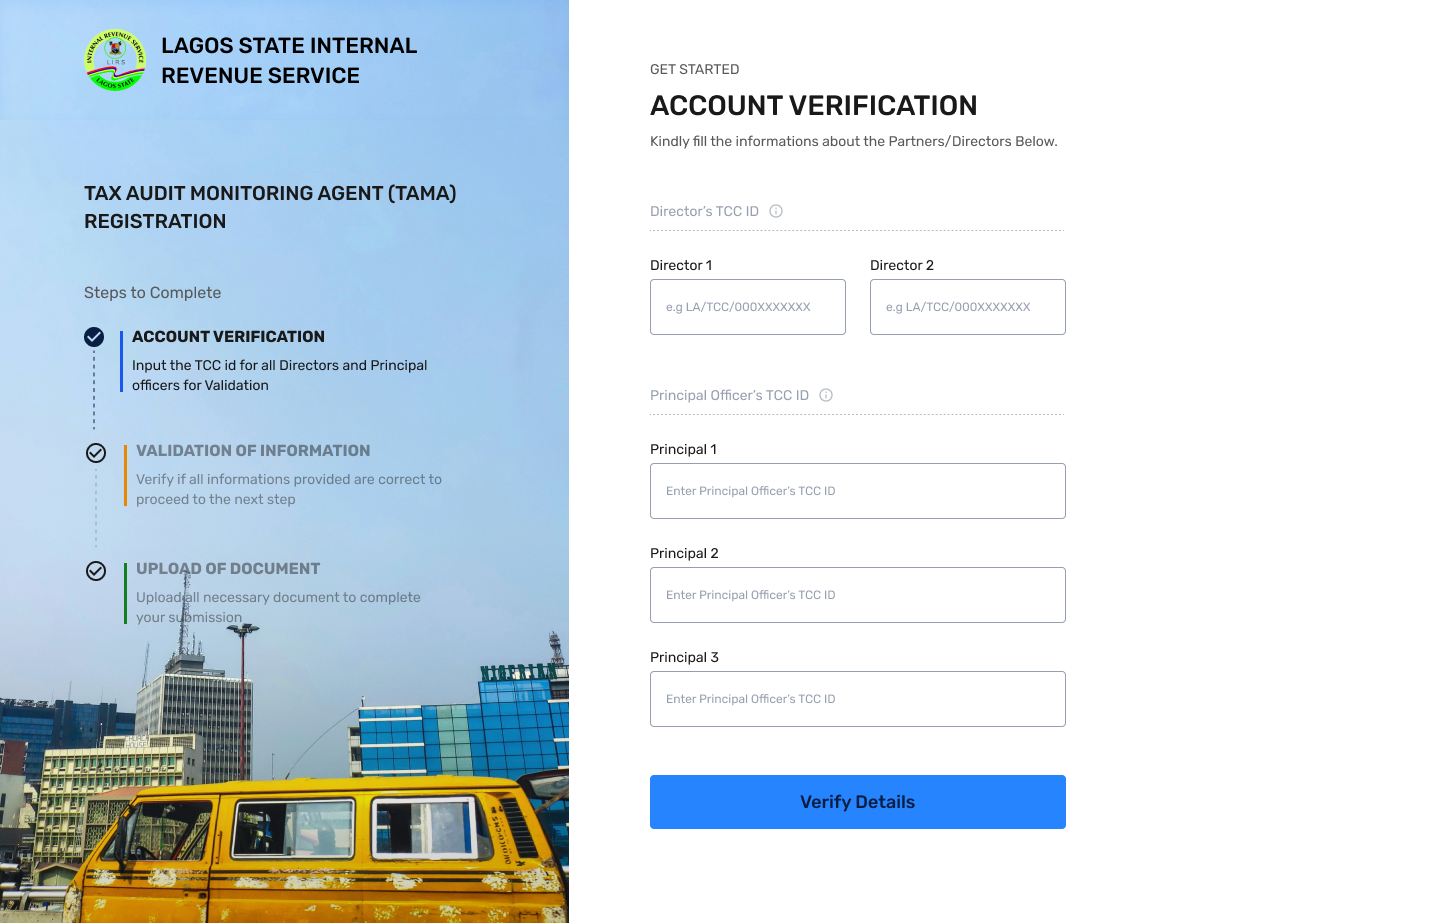 INTERNAL REVENUE SERVICE
LIRS
LAGOS STATE
LAGOS STATE INTERNAL
REVENUE SERVICE
TAX AUDIT MONITORING AGENT (TAMA)
REGISTRATION
Steps to Complete
ACCOUNT VERIFICATION
Input the TCC id for all Directors and Principal
officers for Validation
VALIDATION OF INFORMATION
Verify if all informations provided are correct to
proceed to the next step
UPLOAD OF DOCUMENT
Upload all necessary document to complete
your submission
GET STARTED
ACCOUNT VERIFICATION
Kindly fill the informations about the Partners/Directors Below.
Director's TCC ID
Director 1
Director 2
e.g LA/TCC/000XXXXXXX
e.g LA/TCC/000XXXXXXX
Principal Officer's TCC ID
Principal 1
Enter Principal Officer's TCC ID
Principal 2
Enter Principal Officer's TCC ID
Principal 3
Enter Principal Officer's TCC ID
Verify Details